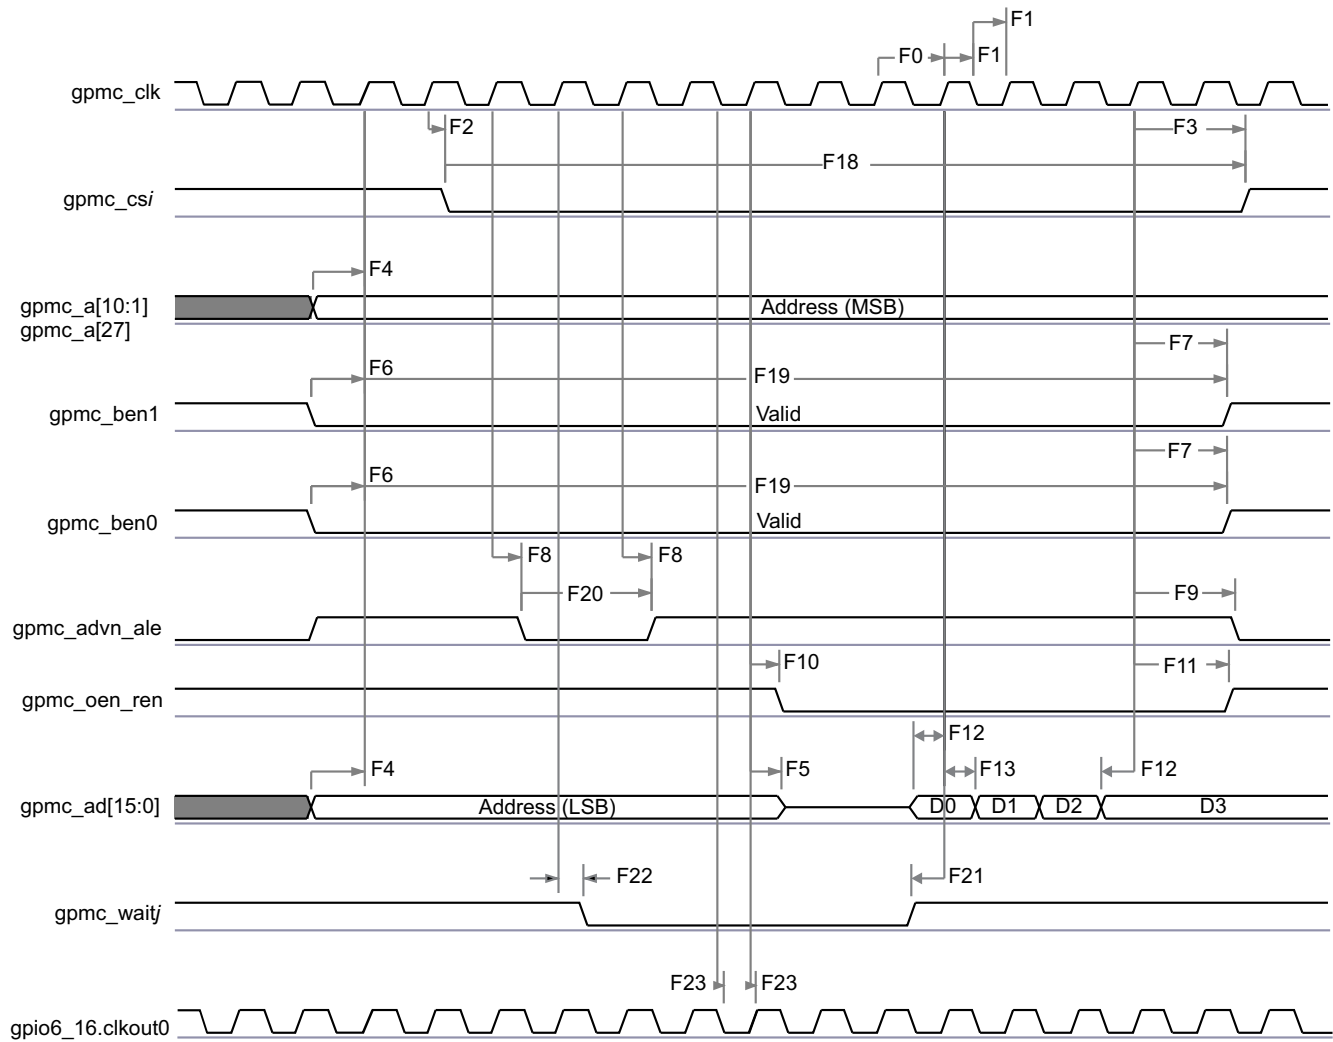 F1
F0
F1
gpmc_clk
F2
F3
F18
gpmc_csi
F4
gpmc_a[10:1]
Address (MSB)
gpmc_a[27]
F7
F6
F19
gpmc_ben1
Valid
F7
F6
F19
gpmc_ben0
Valid
F8
F8
F20
F9
gpmc_advn_ale
F10
F11
gpmc_oen_ren
F12
F4
F5
F13
F12
gpmc_ad[15:0]
Address (LSB)
D0
D1
D2
D3
F22
F21
gpmc_waitj
F23
F23
gpio6_16.clkout0